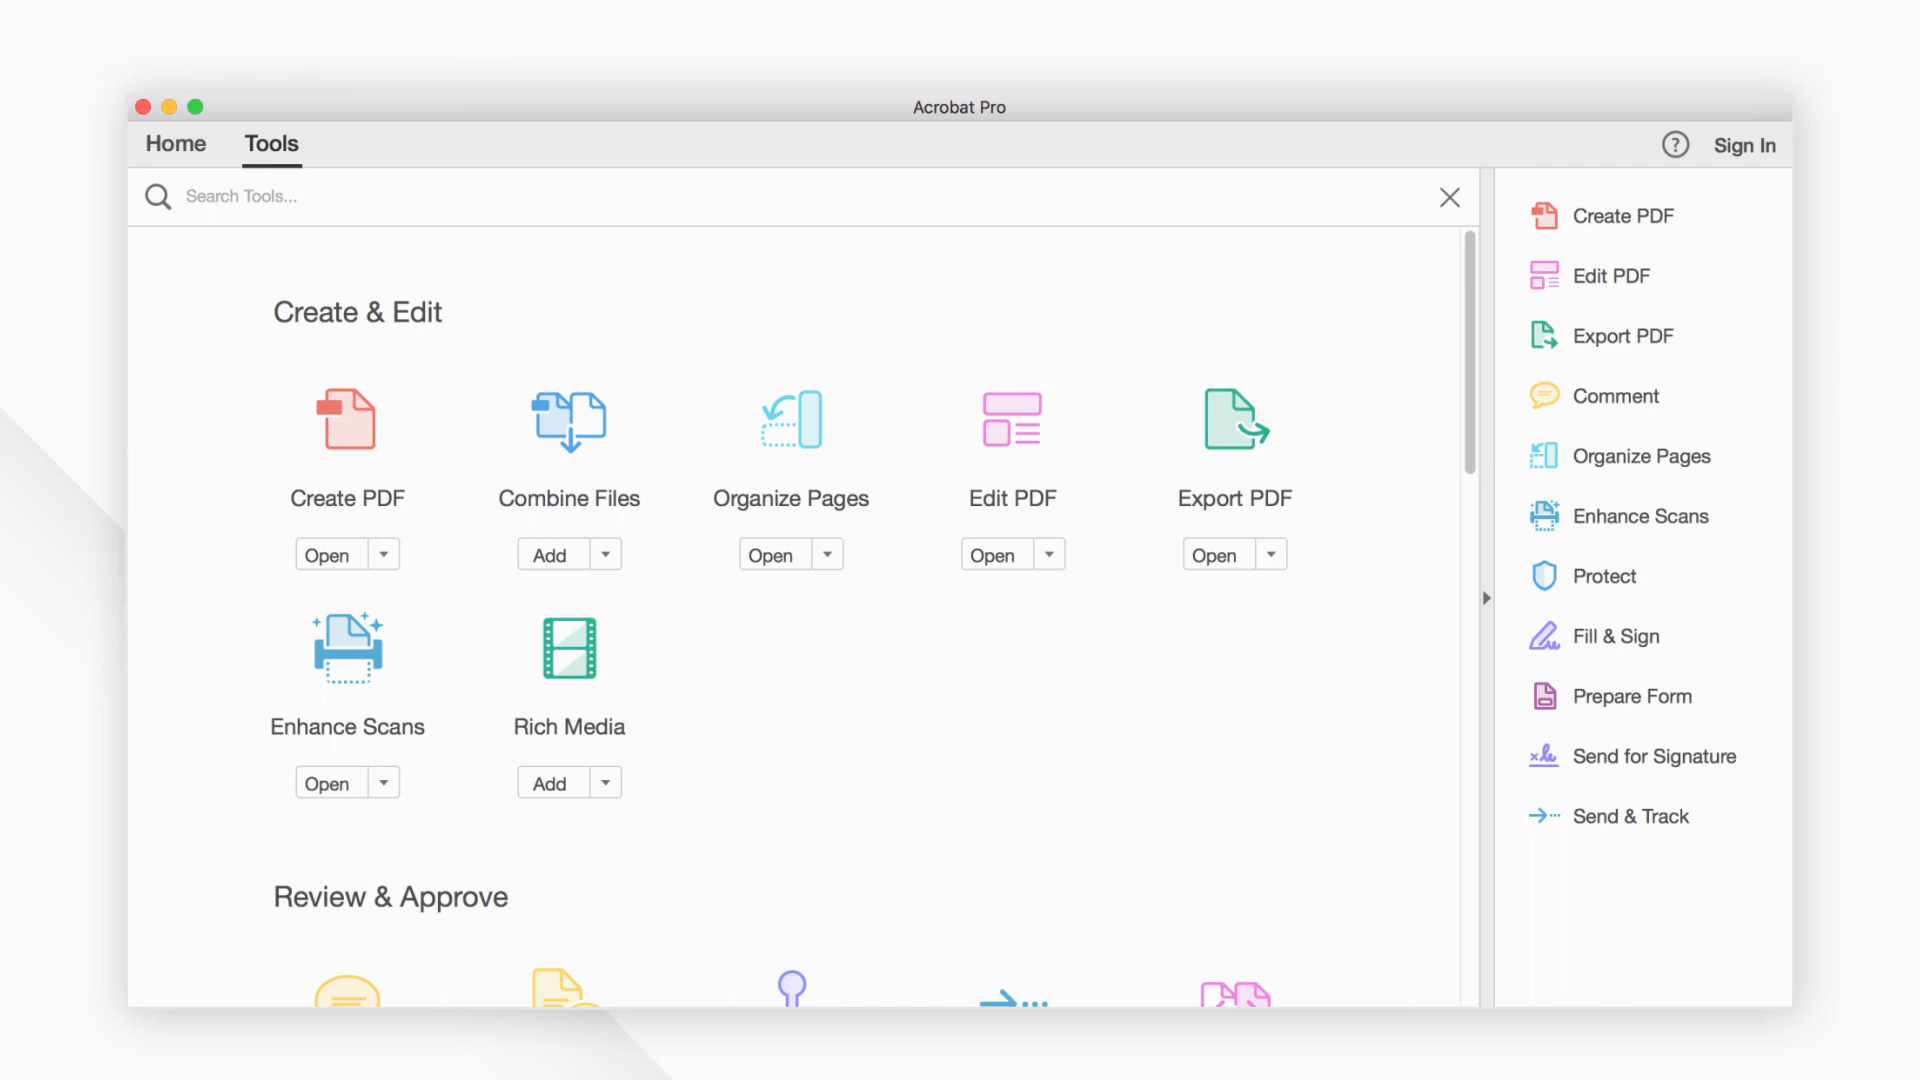 Acrobat Pro
Home Tools
? Sign In
Search Tools...
Create & Edit
Create PDF Combine Files Organize Pages Edit PDF Export PDF
Open Add Open Open Open
Enhance Scans Rich Media
Open Add
Review & Approve
Create PDF
Edit PDF
Export PDF
Comment
Organize Pages
Enhance Scans
Protect
Fill & Sign
Prepare Form
Send for Signature
Send & Track